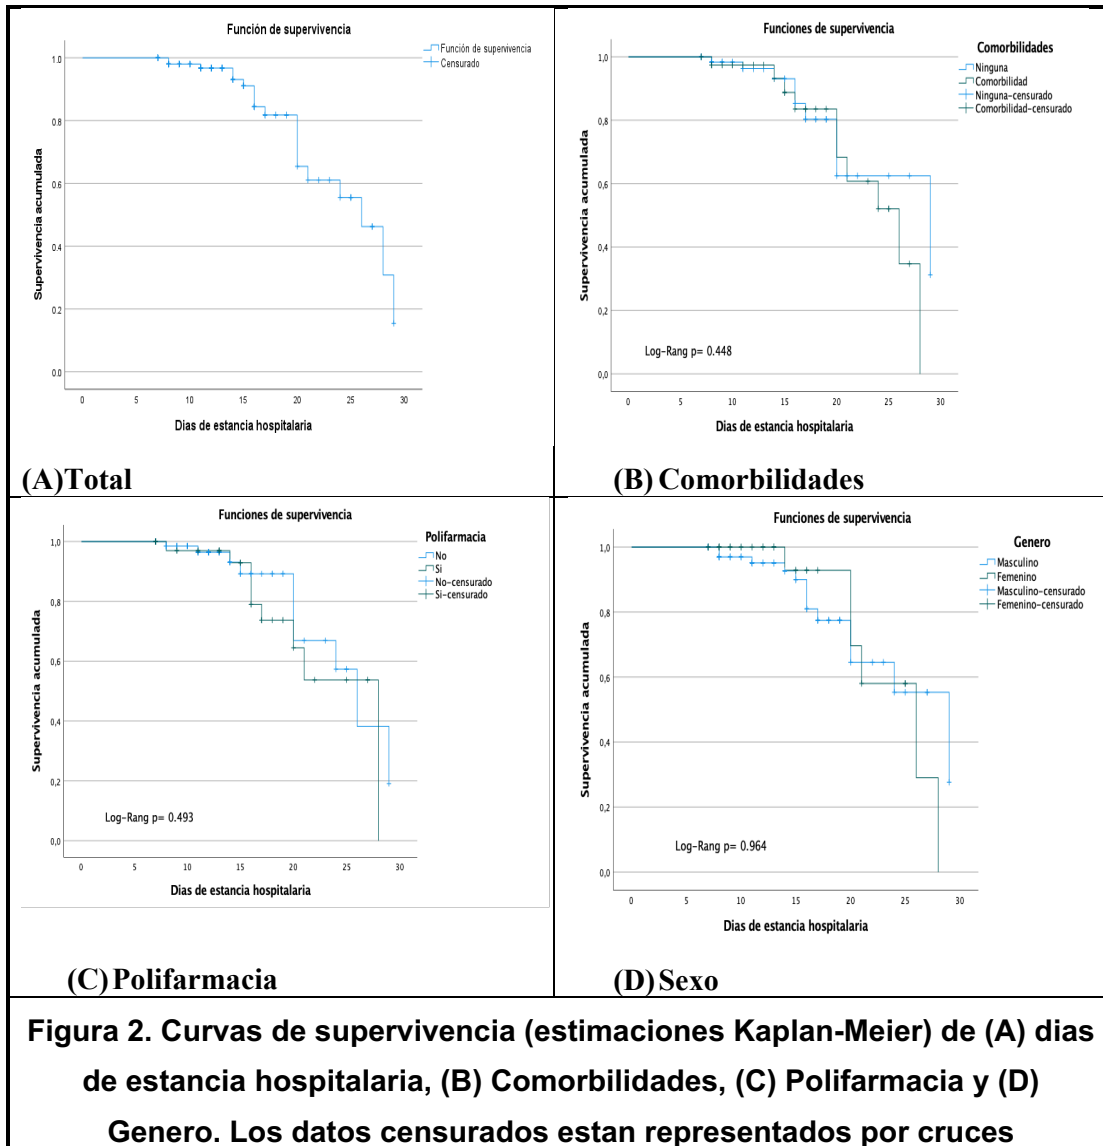 Función de supervivencia
Función de supervivencia
Censurado
1.0
0.8
0.6
0.4
0.2
0.0
Supervivencia acumulada
0 5 10 15 20 25 30
Dias de estancia hospitalaria
(A)Total
Funciones de supervivencia
Comorbilidades
Ninguna
Comorbilidad
Ninguna-censurado
Comorbilidad-censurado
1,0
0,8
0,6
0,4
0,2
0,0
Supervivencia acumulada
Log-Rang p= 0.448
0 5 10 15 20 25 30
Dias de estancia hospitalaria
(B) Comorbilidades
Funciones de supervivencia
Polifarmacia
No
Si
No-censurado
Si-censurado
1,0
0,8
0,6
0,4
0,2
0,0
Supervivencia acumulada
Log-Rang p= 0.493
0 5 10 15 20 25 30
Dias de estancia hospitalaria
(C) Polifarmacia
Funciones de supervivencia
Genero
Masculino
Femenino
Masculino-censurado
Femenino-censurado
1,0
0,8
0,6
0,4
0,2
0,0
Supervivencia acumulada
Log-Rang p= 0.964
0 5 10 15 20 25 30
Dias de estancia hospitalaria
(D) Sexo
Figura 2. Curvas de supervivencia (estimaciones Kaplan-Meier) de (A) dias
de estancia hospitalaria, (B) Comorbilidades, (C) Polifarmacia y (D)
Genero. Los datos censurados estan representados por cruces